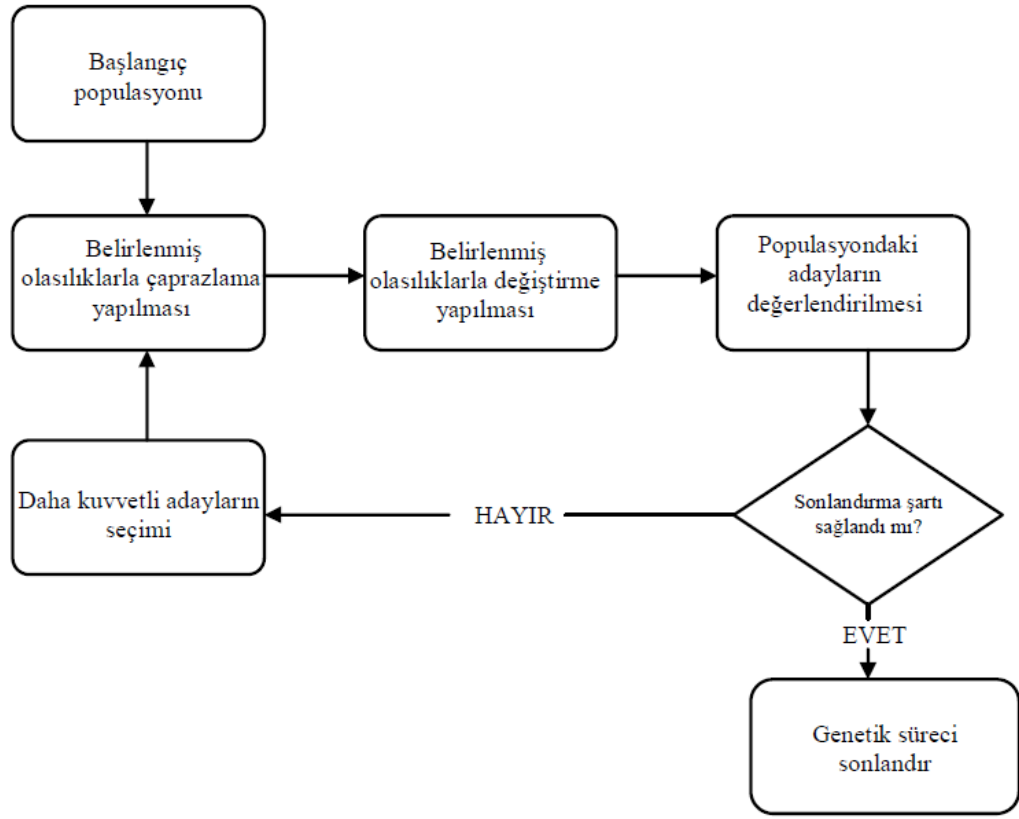 Başlangıç
populasyonu
Belirlenmiş
olasılıklarla çaprazlama
yapılması
Belirlenmiş
olasılıklarla değiştirme
yapılması
Populasyondaki
adayların
değerlendirilmesi
Sonlandırma şartı
sağlandı mı?
HAYIR
Daha kuvvetli adayların
seçimi
EVET
Genetik süreci
sonlandır